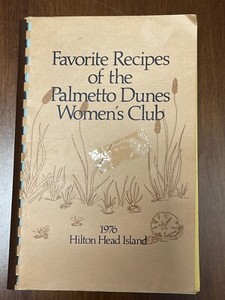 Favorite Recipes
of the
Palmetto Dunes
Women's Club
1976
Hilton Head Island